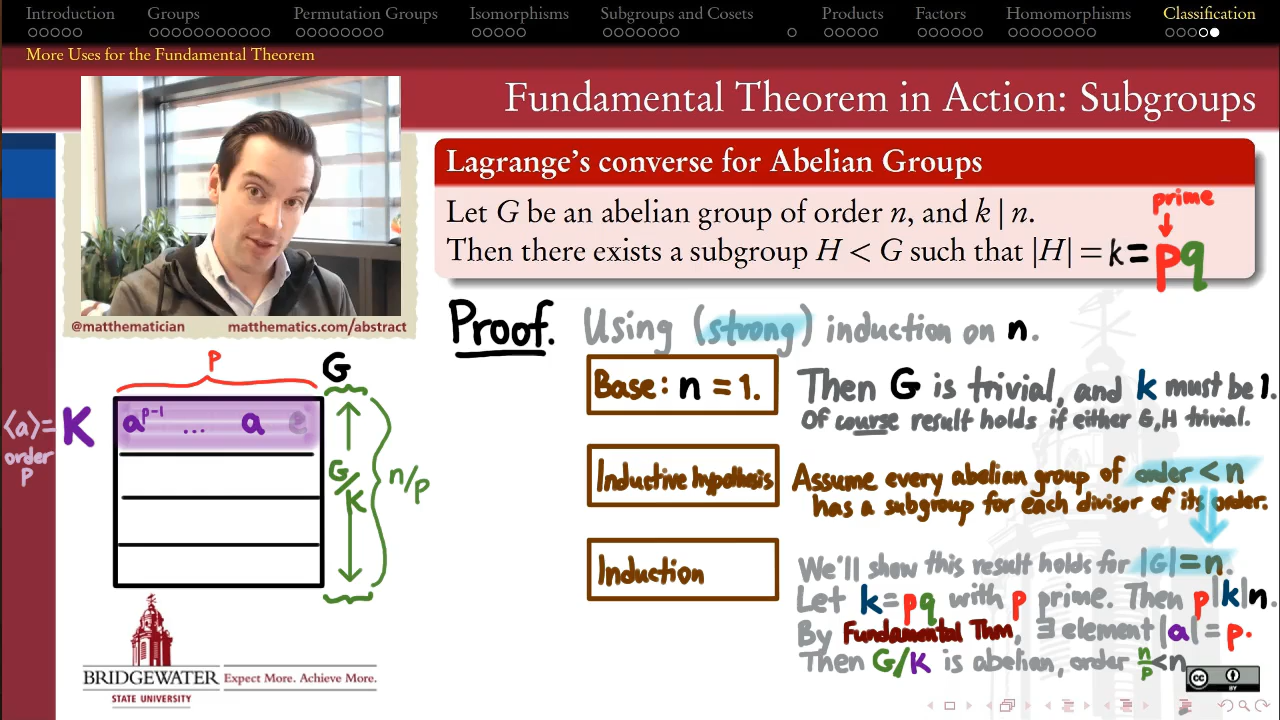 Introduction Groups Permutation Groups Isomorphisms Subgroups and Cosets Products Factors Homomorphisms Classification
More Uses for the Fundamental Theorem
Fundamental Theorem in Action: Subgroups
Lagrange's converse for Abelian Groups
Let G be an abelian group of order n, and k | n.
prime
Then there exists a subgroup H < G such that |H| = k = pq
@matthematician matthematics.com/abstract
Proof. Using (strong) induction on n.
Base: n = 1. Then G is trivial, and k must be 1.
Of course result holds if either G,H trivial.
Inductive hypothesis Assume every abelian group of order < n
has a subgroup for each divisor of its order.
Induction We'll show this result holds for |G| = n.
Let k = pq with p prime. Then p|k|n.
By Fundamental Thm, ∃ element |a| = p.
Then G/K is abelian, order n/p < n
p G
⟨a⟩ = K a^{p-1} ... a e
order
p
G/K n/p
BRIDGEWATER Expect More. Achieve More.
STATE UNIVERSITY
cc BY